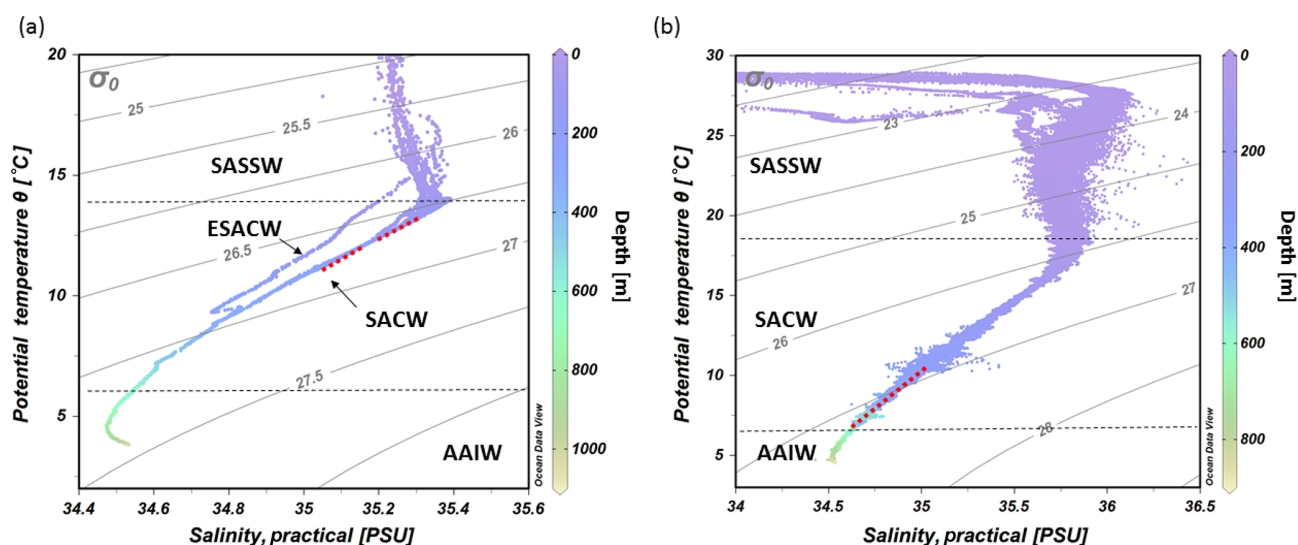 (a)
σ0
25
25.5
26
26.5
27
27.5
SASSW
ESACW
SACW
AAIW
20
15
10
5
34.4
34.6
34.8
35
35.2
35.4
35.6
Potential temperature θ [°C]
Salinity, practical [PSU]
Ocean Data View
0
200
400
600
800
1000
Depth [m]
(b)
σ0
23
24
25
26
27
28
SASSW
SACW
AAIW
30
25
20
15
10
5
34
34.5
35
35.5
36
36.5
Potential temperature θ [°C]
Salinity, practical [PSU]
Ocean Data View
0
200
400
600
800
Depth [m]